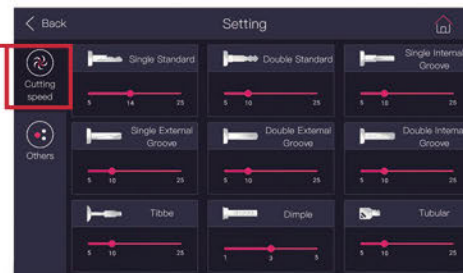 Back
Setting
Cutting
speed
Others
Single Standard
5 14 25
Double Standard
5 10 25
Single Internal
Groove
5 10 25
Single External
Groove
5 10 25
Double External
Groove
5 10 25
Double Internal
Groove
5 10 25
Tibbe
5 10 25
Dimple
1 3 5
Tubular
5 10 25